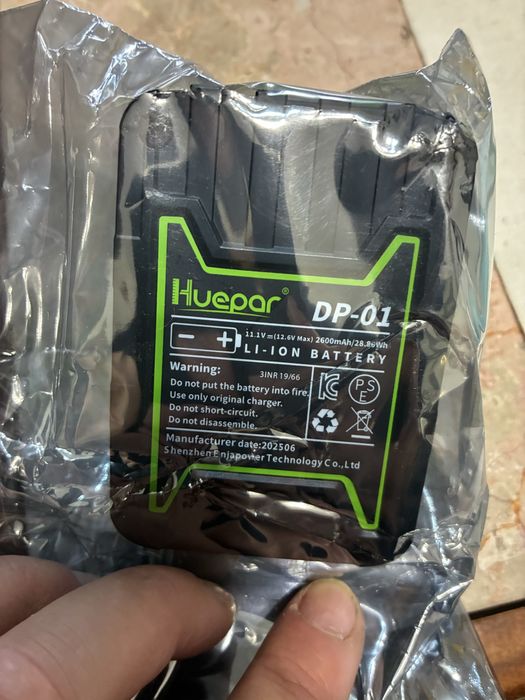 Huepar®
DP-01
11.1V⎓(12.6V Max) 2600mAh/28.86Wh
LI-ION BATTERY
Warning:
3INR19/66
Do not put the battery into fire.
Use only original charger.
Do not short-circuit.
Do not disassemble.
PSE
Manufacturer date:202506
Shenzhen Enjapower Technology Co.,Ltd